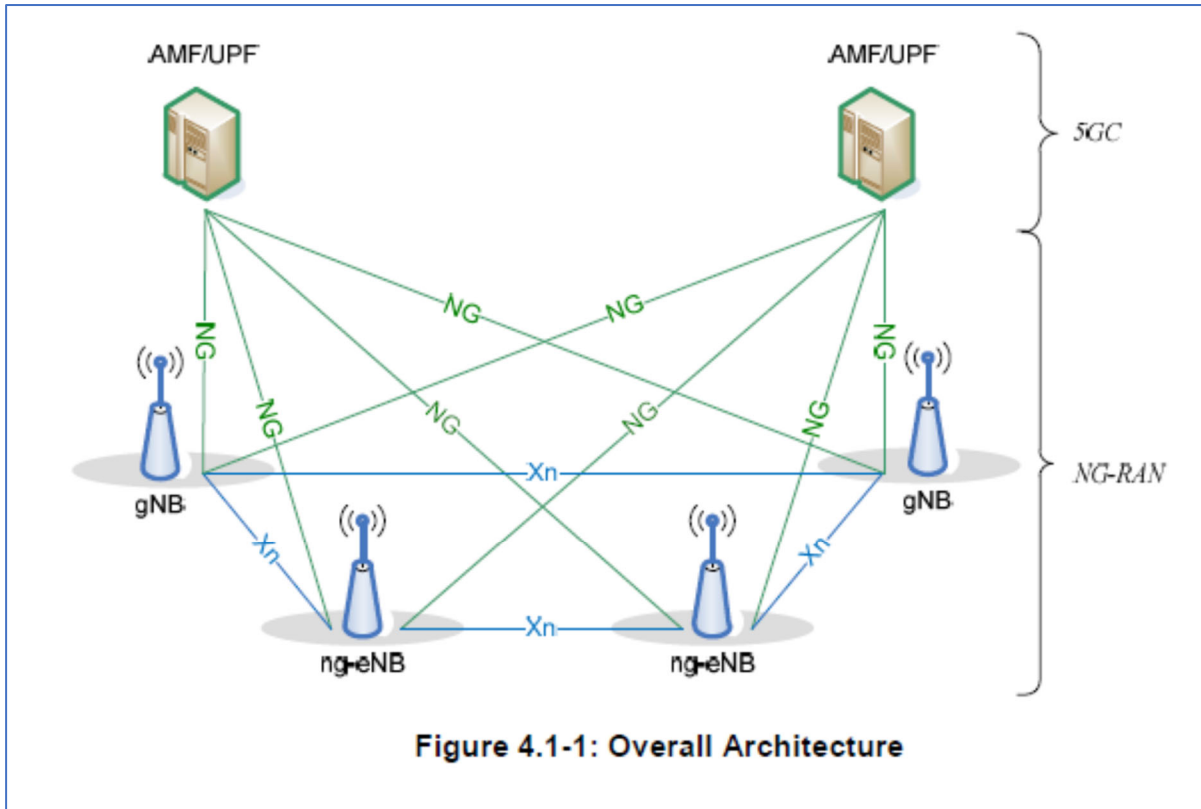 AMF/UPF
AMF/UPF
5GC
NG
NG
NG
NG
NG
NG
NG
NG
gNB
Xn
gNB
NG-RAN
Xn
Xn
ng-eNB
Xn
ng-eNB
Figure 4.1-1: Overall Architecture